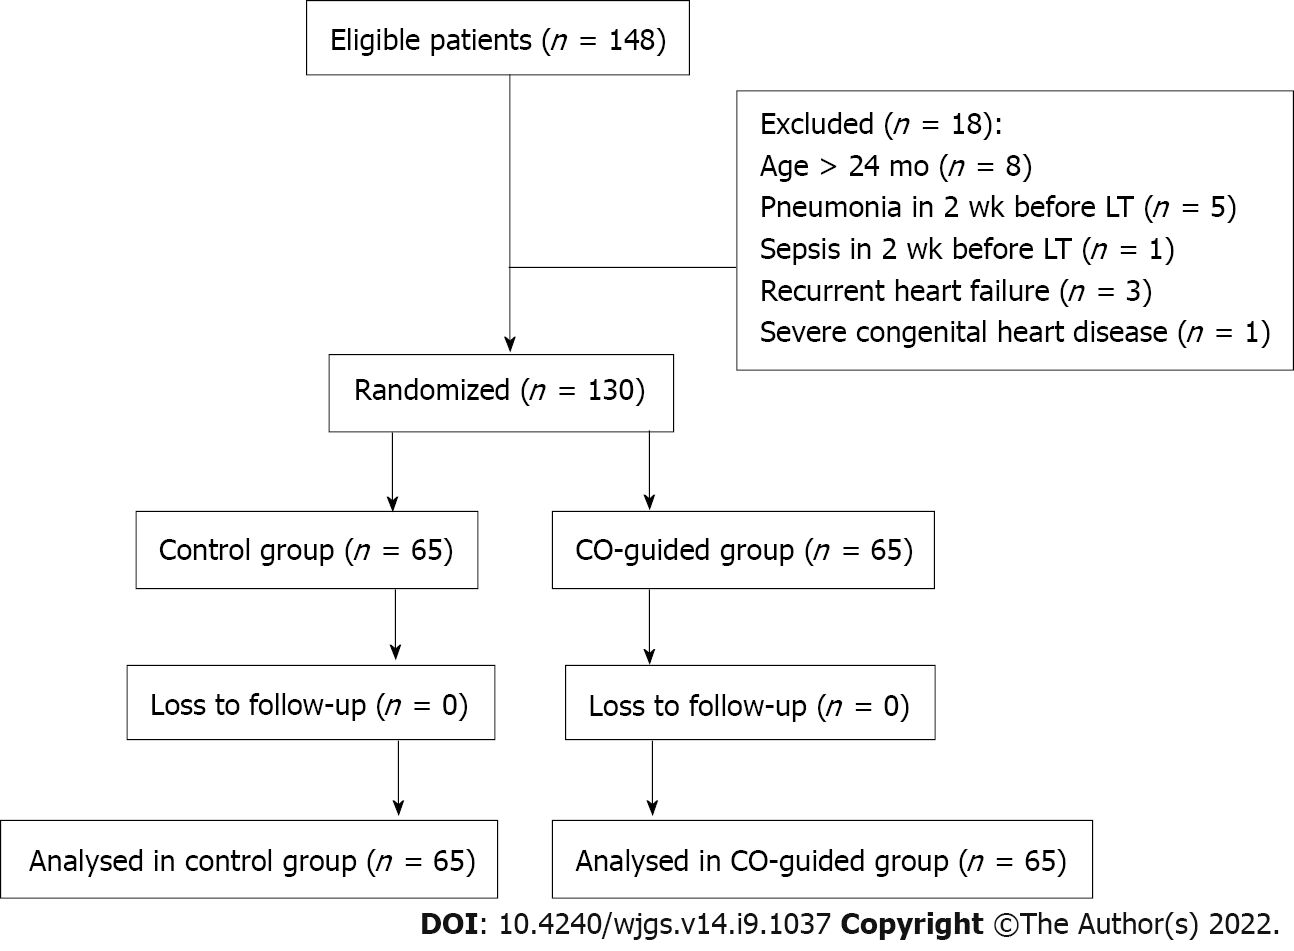 Eligible patients (n = 148)
Excluded (n = 18):
Age > 24 mo (n = 8)
Pneumonia in 2 wk before LT (n = 5)
Sepsis in 2 wk before LT (n = 1)
Recurrent heart failure (n = 3)
Severe congenital heart disease (n = 1)
Randomized (n = 130)
Control group (n = 65)
CO-guided group (n = 65)
Loss to follow-up (n = 0)
Loss to follow-up (n = 0)
Analysed in control group (n = 65)
Analysed in CO-guided group (n = 65)
DOI: 10.4240/wjgs.v14.i9.1037 Copyright ©The Author(s) 2022.